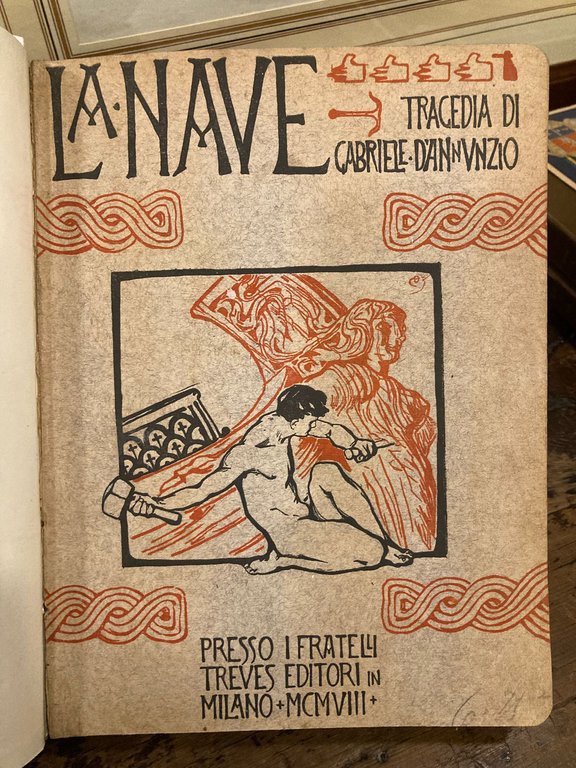 LA·NAVE
TRAGEDIA DI
GABRIELE·D'ANNVNZIO
PRESSO I FRATELLI
TREVES EDITORI IN
MILANO+MCMVIII+